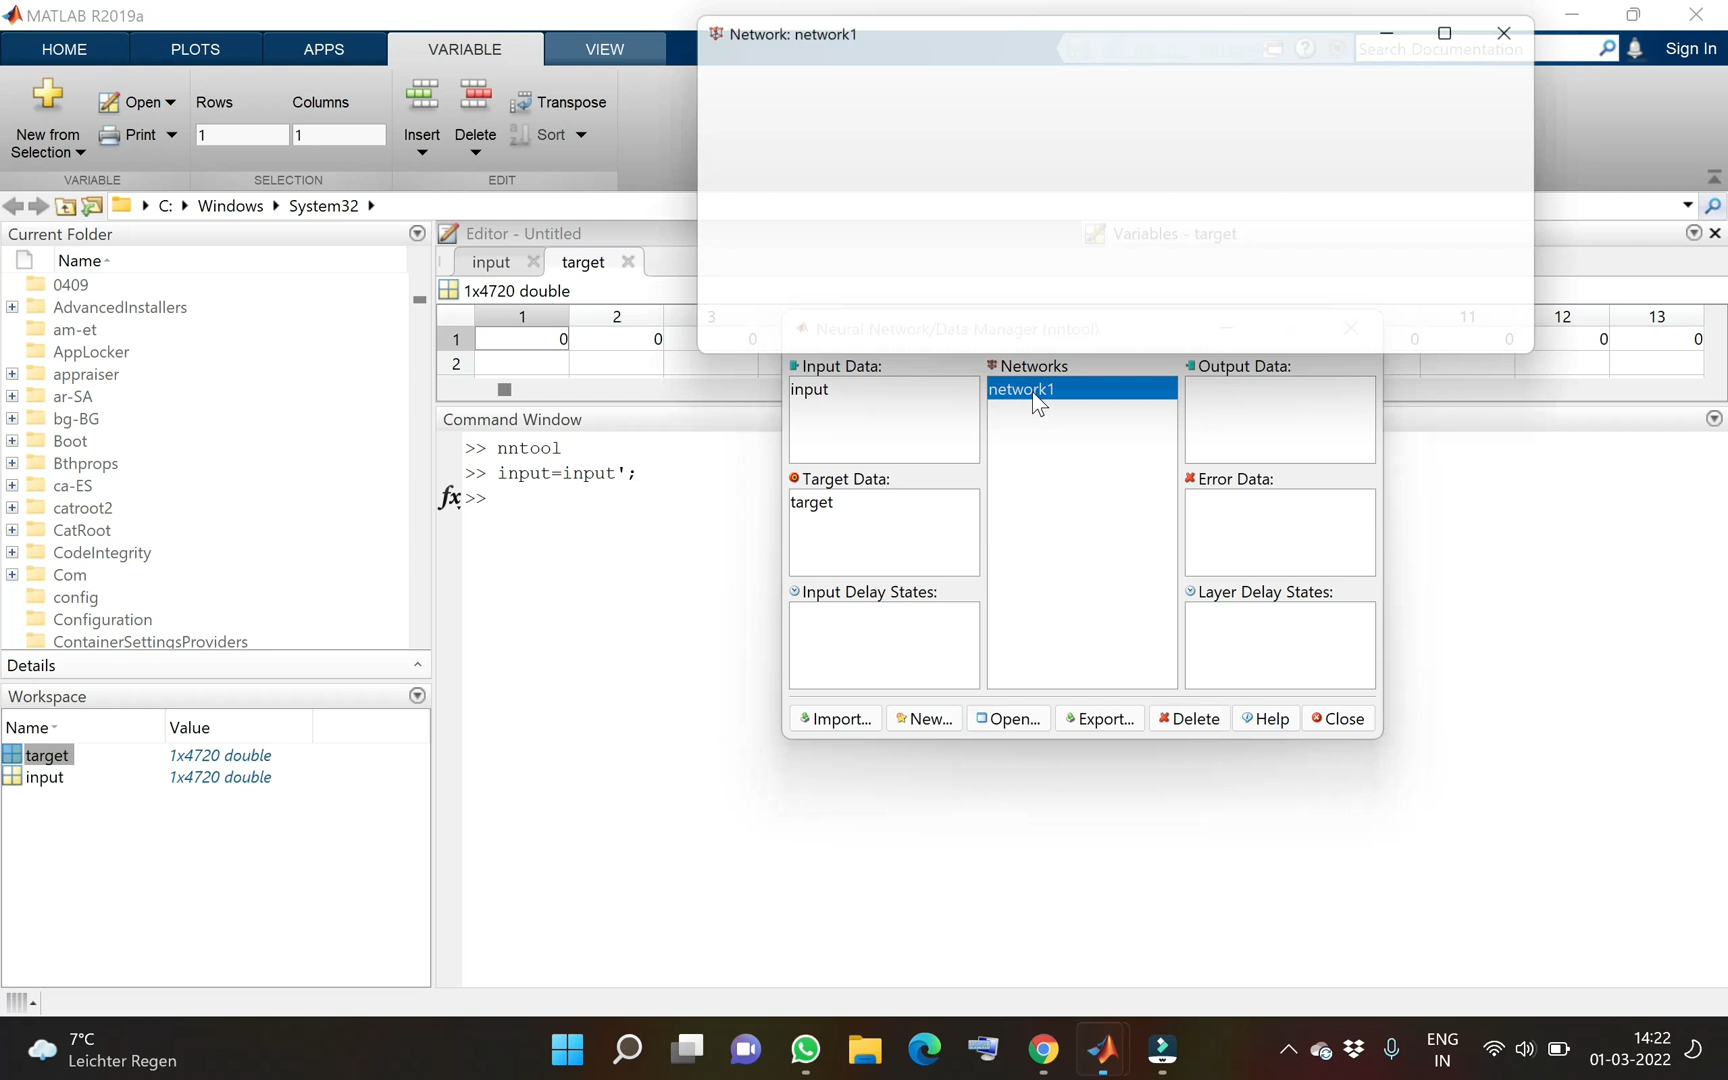 MATLAB R2019a
Network: network1
HOME PLOTS APPS VARIABLE VIEW
Search Documentation Sign In
New from Selection
Open
Print
Rows Columns
1 1
Insert Delete
Transpose
Sort
VARIABLE SELECTION EDIT
C: Windows System32
Current Folder
Name
0409
AdvancedInstallers
am-et
AppLocker
appraiser
ar-SA
bg-BG
Boot
Bthprops
ca-ES
catroot2
CatRoot
CodeIntegrity
Com
config
Configuration
ContainerSettingsProviders
Details
Workspace
Name Value
target 1x4720 double
input 1x4720 double
Editor - Untitled
Variables - target
input target
1x4720 double
1 2 3 11 12 13
1 0 0 0 0 0 0 0
2
Command Window
>> nntool
>> input=input';
fx >>
Neural Network/Data Manager (nntool)
Input Data:
input
Networks
network1
Output Data:
Target Data:
target
Error Data:
Input Delay States:
Layer Delay States:
Import... New... Open... Export... Delete Help Close
7°C
Leichter Regen
ENG
IN
14:22
01-03-2022